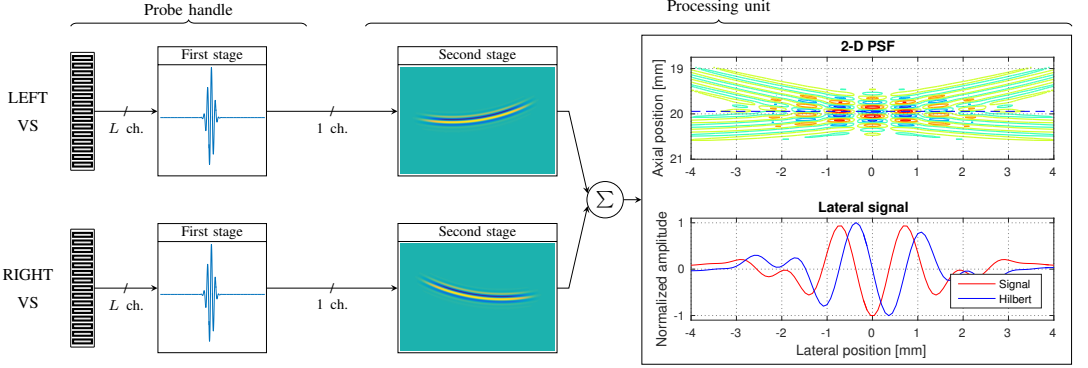 Probe handle
Processing unit
LEFT
VS
L ch.
First stage
1 ch.
Second stage
RIGHT
VS
L ch.
First stage
1 ch.
Second stage
∑
2-D PSF
Axial position [mm]
19
20
21
-4 -3 -2 -1 0 1 2 3 4
Lateral signal
Normalized amplitude
1
0
-1
Signal
Hilbert
-4 -3 -2 -1 0 1 2 3 4
Lateral position [mm]